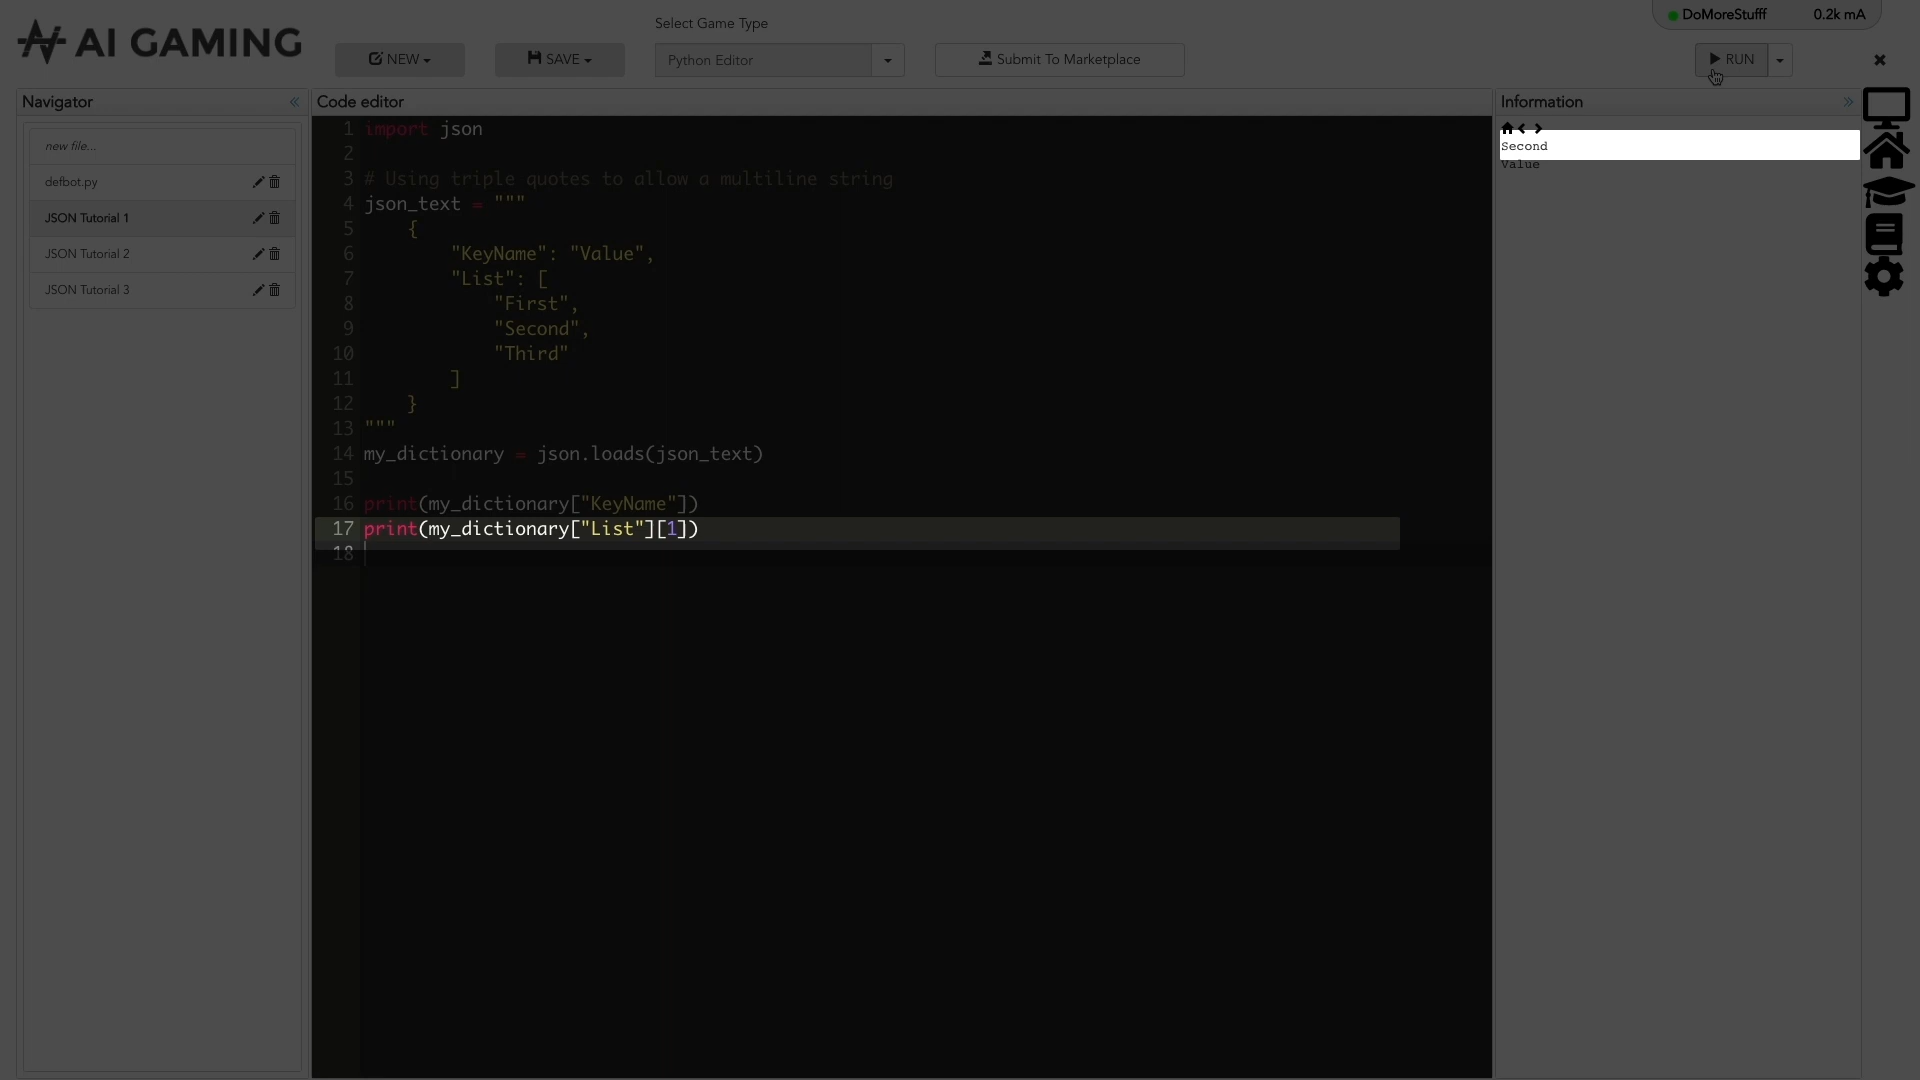 AI GAMING
NEW
SAVE
Select Game Type
Python Editor
Submit To Marketplace
DoMoreStufff 0.2k mA
RUN
Navigator
new file...
defbot.py
JSON Tutorial 1
JSON Tutorial 2
JSON Tutorial 3
Code editor
1 import json
2
3 # Using triple quotes to allow a multiline string
4 json_text = """
5 {
6 "KeyName": "Value",
7 "List": [
8 "First",
9 "Second",
10 "Third"
11 ]
12 }
13 """
14 my_dictionary = json.loads(json_text)
15
16 print(my_dictionary["KeyName"])
17 print(my_dictionary["List"][1])
18
Information
Second
Value